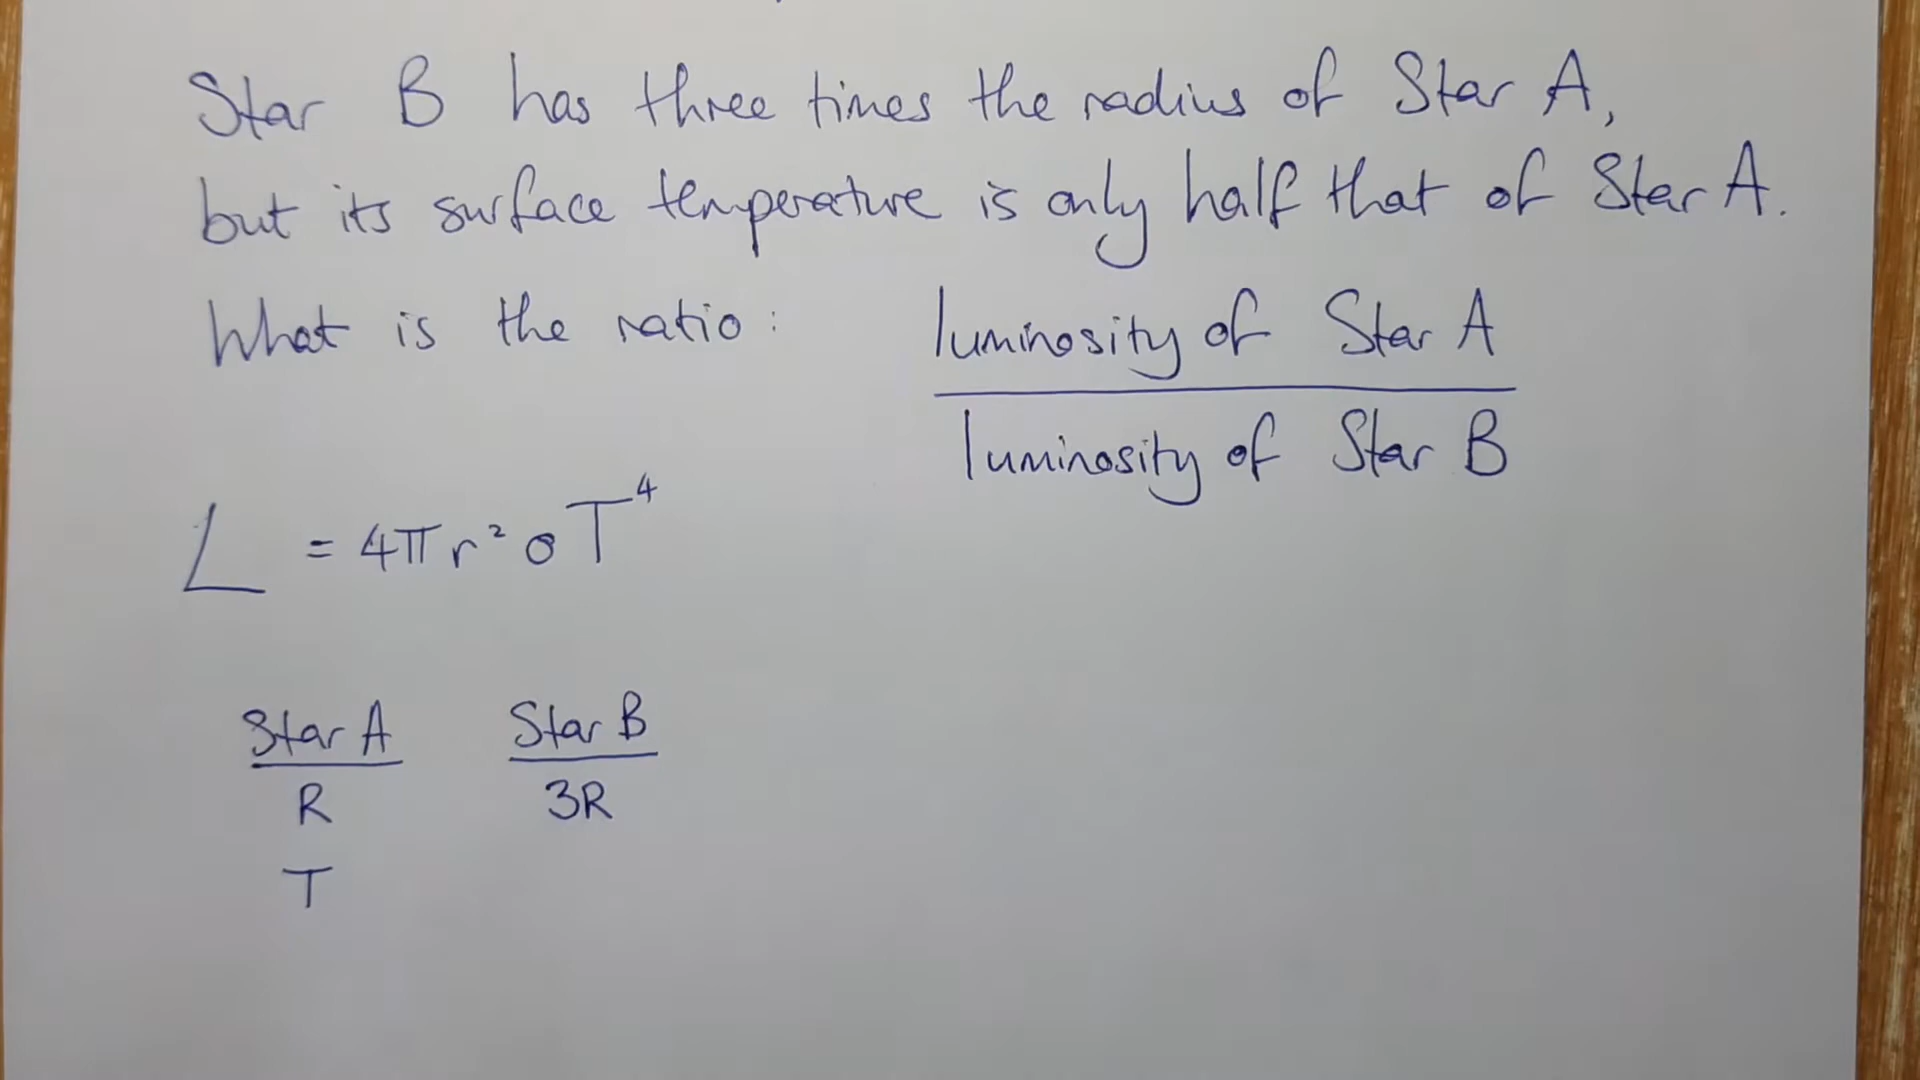 Star B has three times the radius of Star A,
but its surface temperature is only half that of Star A.
What is the ratio: luminosity of Star A
luminosity of Star B
L = 4πr²σT⁴
Star A Star B
R 3R
T